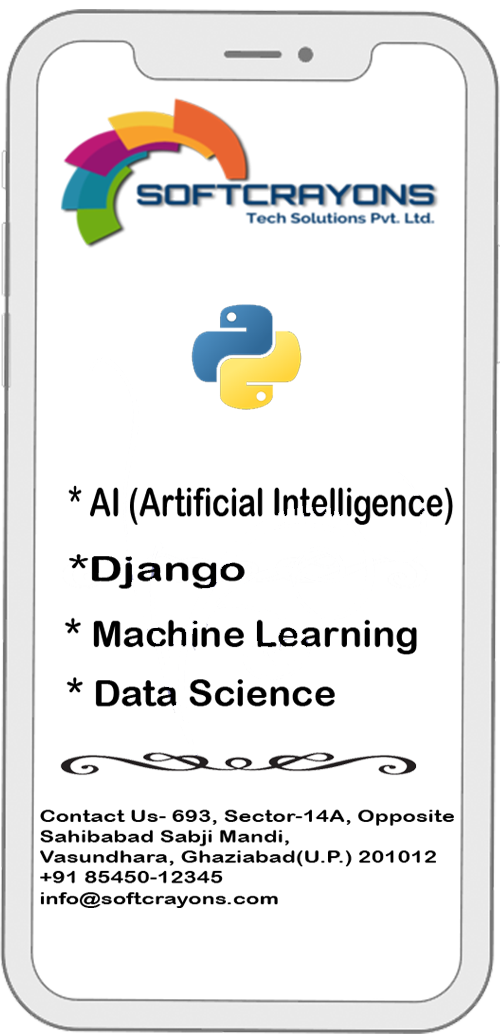 SOFTCRAYONS
Tech Solutions Pvt. Ltd.
* AI (Artificial Intelligence)
*Django
* Machine Learning
* Data Science
Contact Us- 693, Sector-14A, Opposite
Sahibabad Sabji Mandi,
Vasundhara, Ghaziabad(U.P.) 201012
+91 85450-12345
info@softcrayons.com